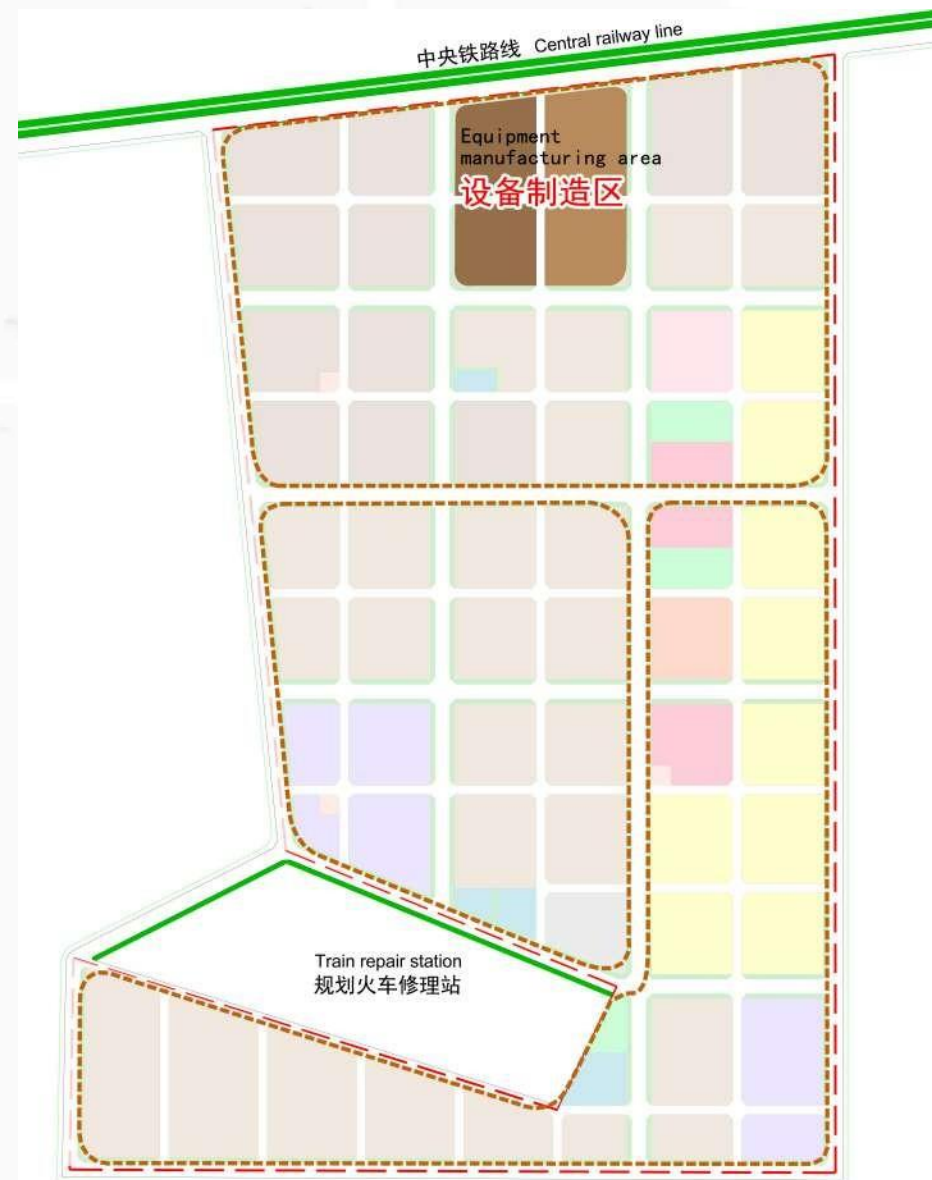 中央铁路线 Central railway line
Equipment
manufacturing area
设备制造区
Train repair station
规划火车修理站